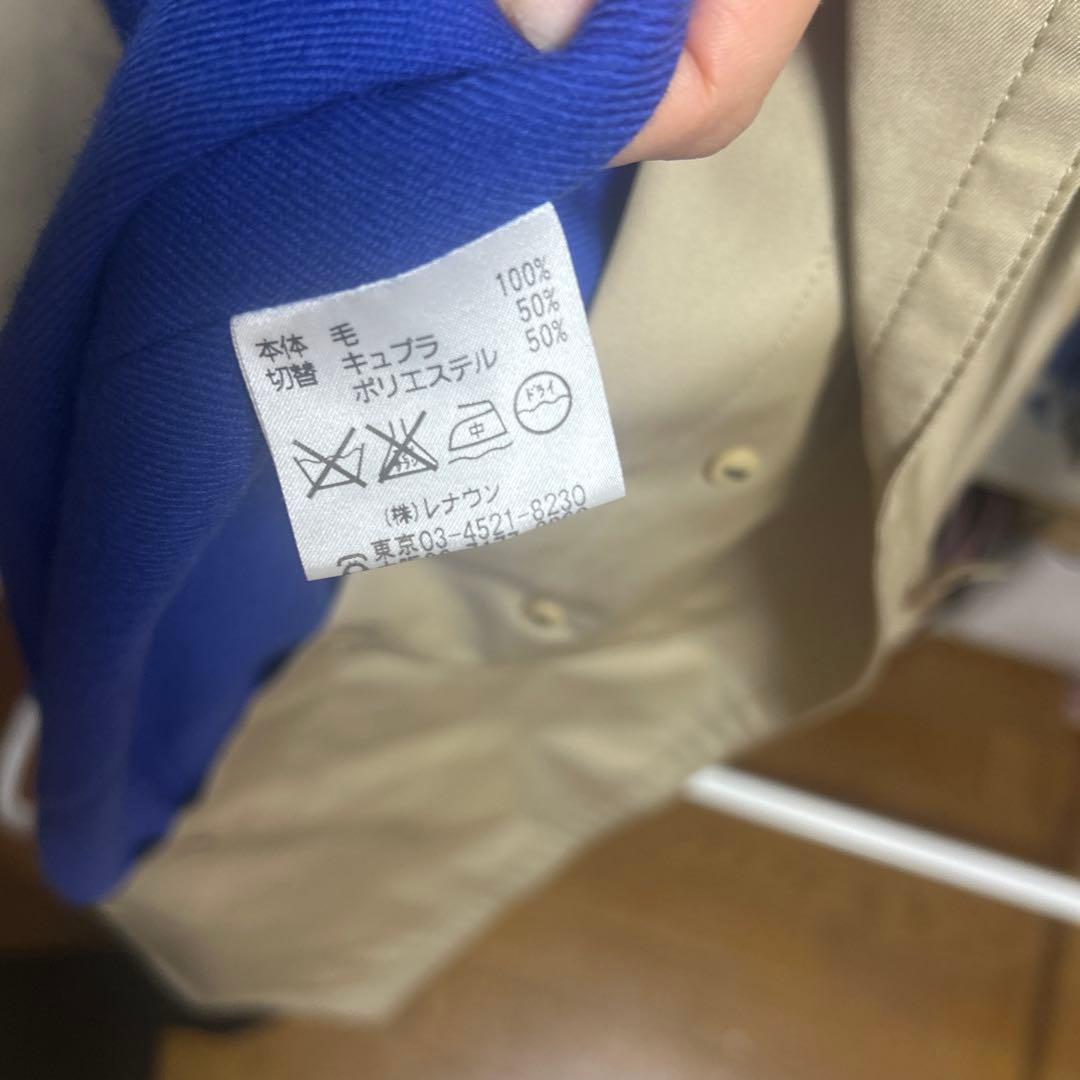 本体 毛 100%
切替 キュプラ 50%
ポリエステル 50%
中 ドライ
(株)レナウン
東京03-4521-8230